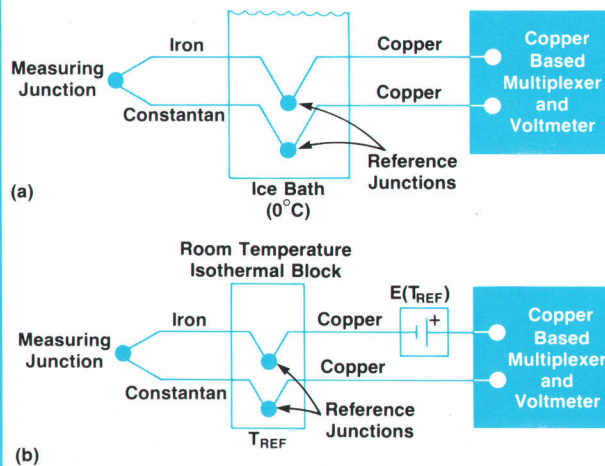 Iron
Copper
Measuring
Junction
Constantan
Copper
Copper
Based
Multiplexer
and
Voltmeter
Reference
Junctions
(a)
Ice Bath
(0°C)
Room Temperature
Isothermal Block
E(TREF)
+
Iron
Copper
Measuring
Junction
Constantan
Copper
Copper
Based
Multiplexer
and
Voltmeter
Reference
Junctions
TREF
(b)